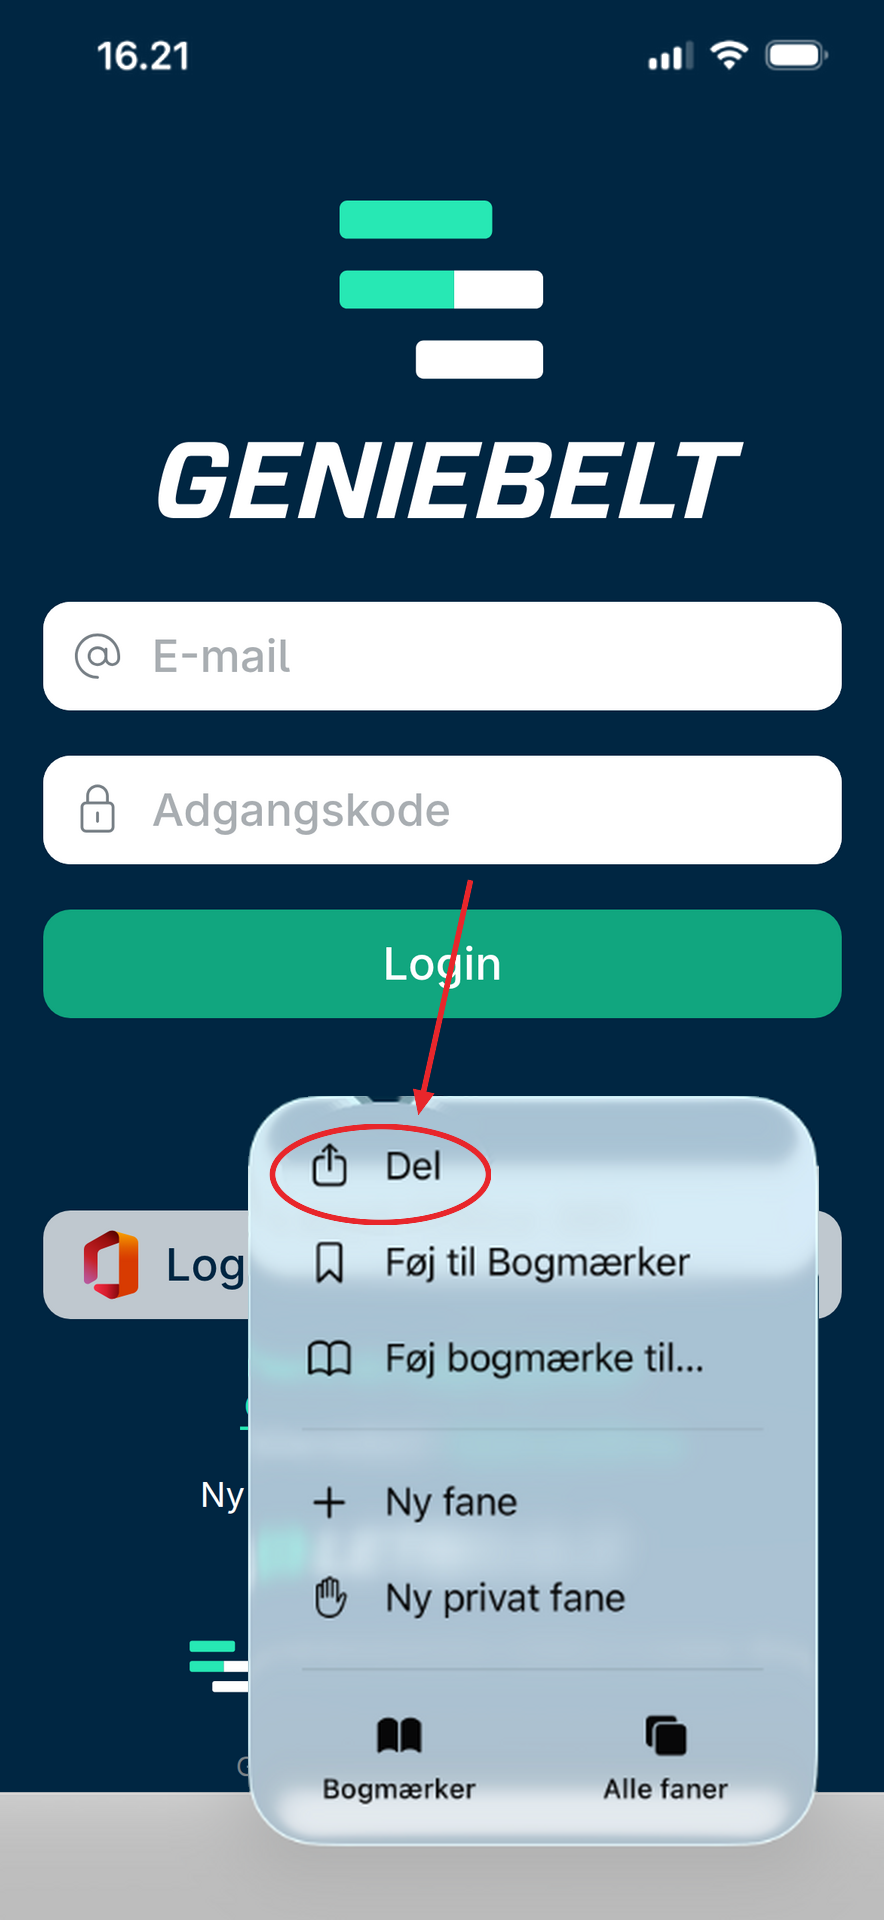 16.21
GENIEBELT
E-mail
Adgangskode
Login
Log
Del
Føj til Bogmærker
Føj bogmærke til...
Ny
Ny fane
Ny privat fane
Bogmærker
Alle faner